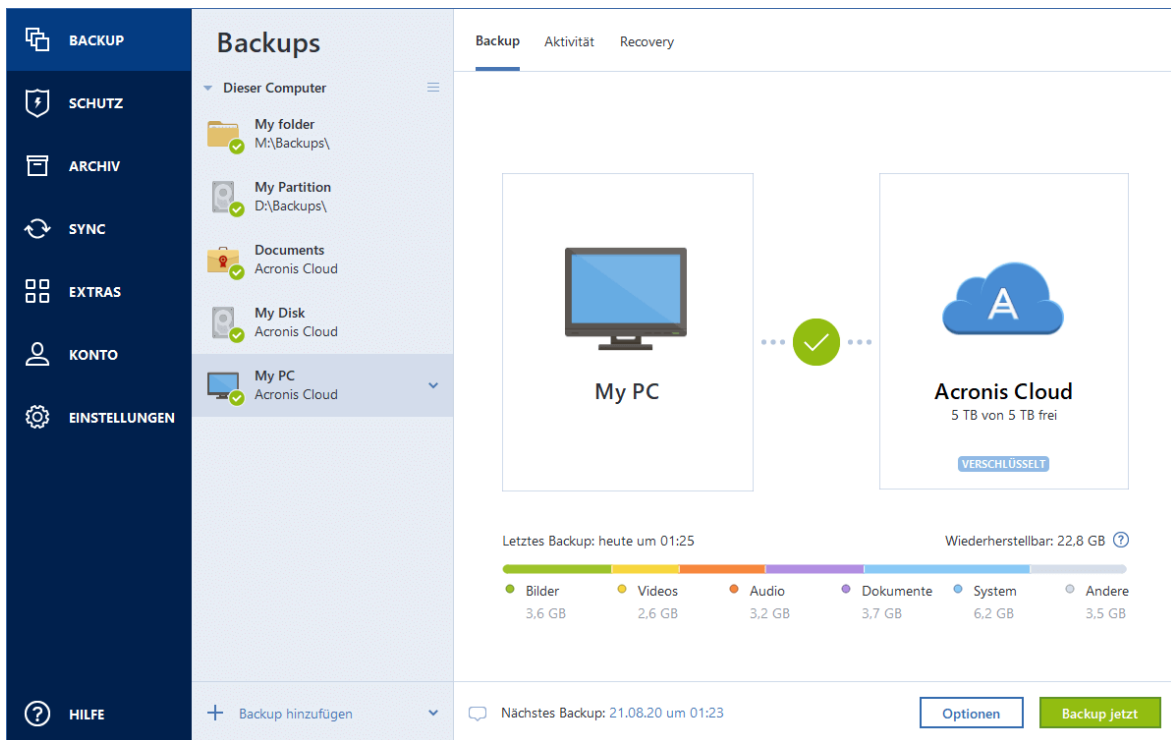 BACKUP
SCHUTZ
ARCHIV
SYNC
EXTRAS
KONTO
EINSTELLUNGEN
HILFE
Backups
Dieser Computer
My folder
M:\Backups\
My Partition
D:\Backups\
Documents
Acronis Cloud
My Disk
Acronis Cloud
My PC
Acronis Cloud
Backup hinzufügen
Backup Aktivität Recovery
My PC
A
Acronis Cloud
5 TB von 5 TB frei
VERSCHLÜSSELT
Letztes Backup: heute um 01:25 Wiederherstellbar: 22,8 GB ?
Bilder Videos Audio Dokumente System Andere
3,6 GB 2,6 GB 3,2 GB 3,7 GB 6,2 GB 3,5 GB
Nächstes Backup: 21.08.20 um 01:23 Optionen Backup jetzt